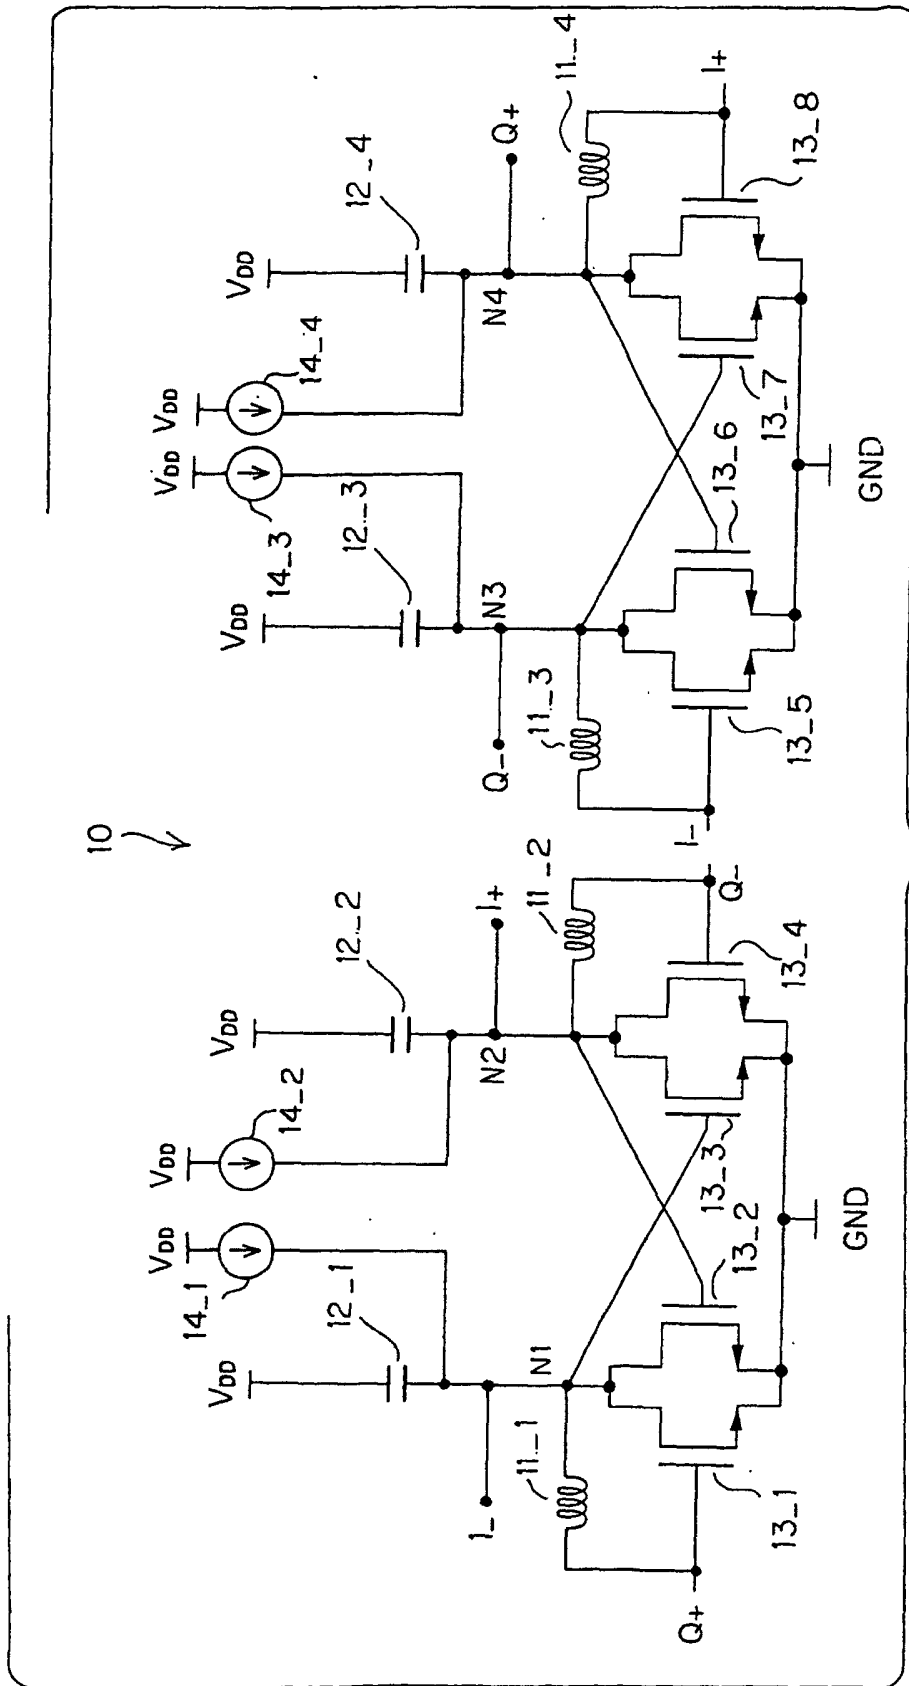 10
VDD
12_1
14_1
VDD
VDD
14_2
VDD
12_2
I-
N1
N2
I+
11_1
11_2
Q+
13_1
13_2
13_3
13_4
Q-
GND
VDD
12_3
14_3
VDD
VDD
14_4
VDD
12_4
Q-
N3
N4
Q+
11_3
11_4
I-
13_5
13_6
13_7
13_8
I+
GND